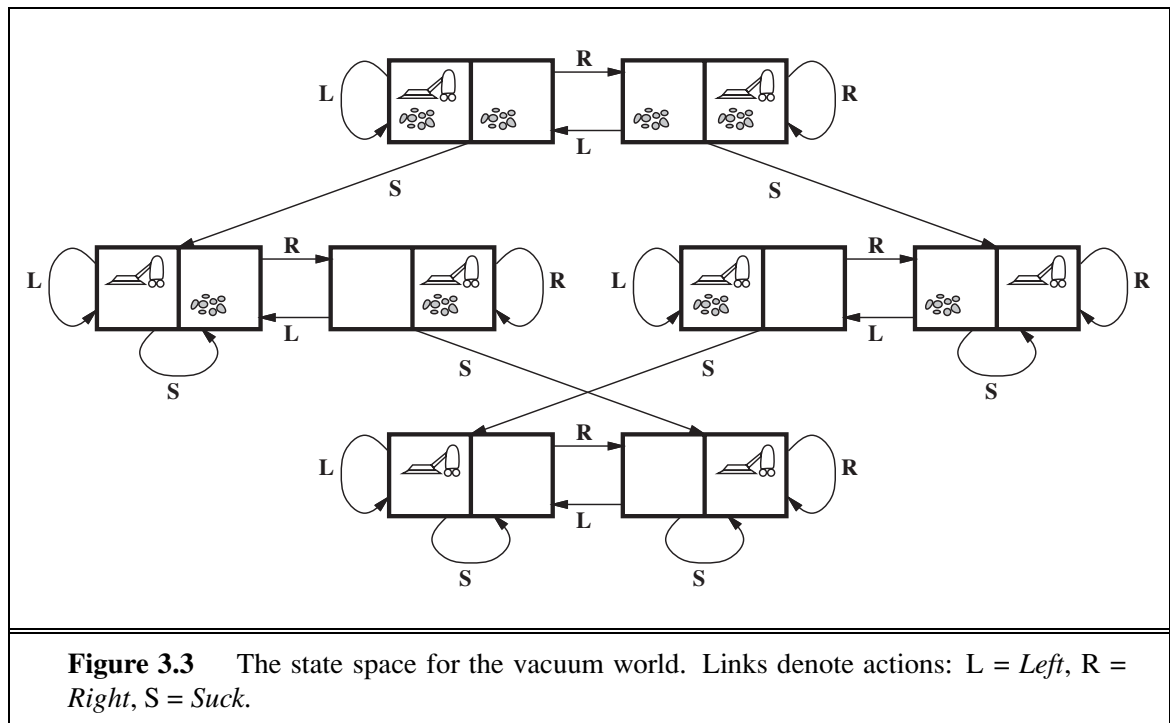 R
L R
L
S S
R R
L R L R
L L
S S S S
R
L R
L
S S
Figure 3.3 The state space for the vacuum world. Links denote actions: L = Left, R =
Right, S = Suck.